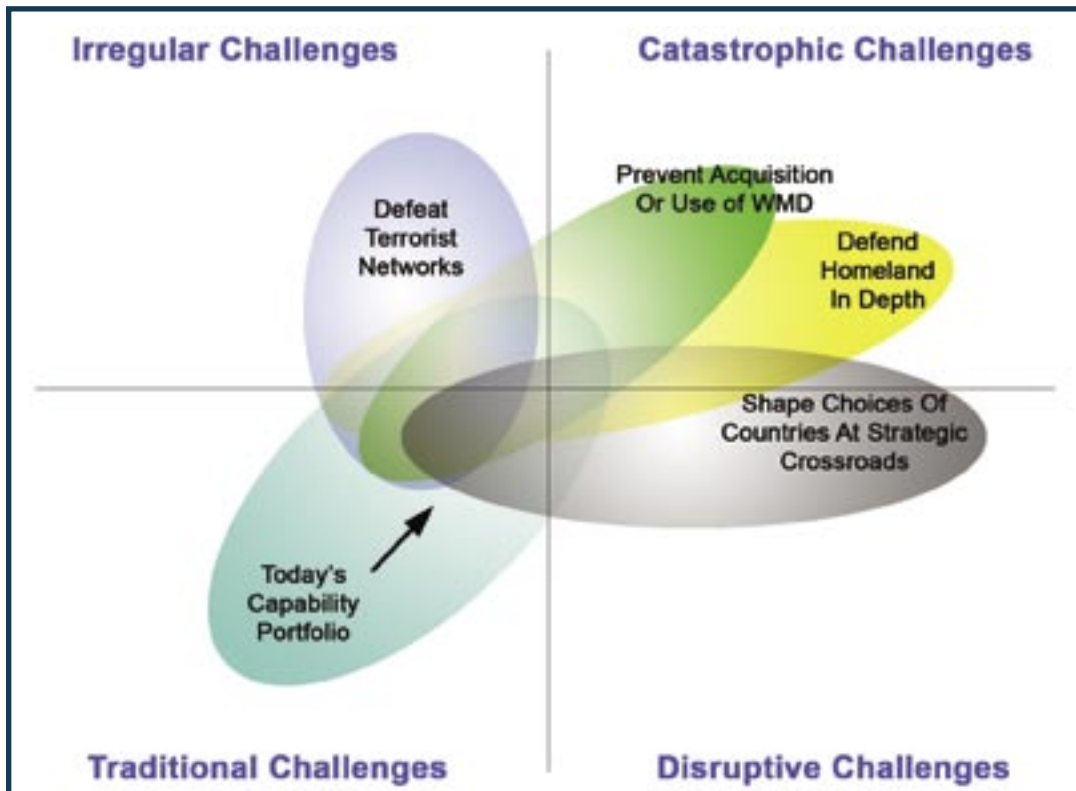 Irregular Challenges
Catastrophic Challenges
Defeat
Terrorist
Networks
Prevent Acquisition
Or Use of WMD
Defend
Homeland
In Depth
Shape Choices Of
Countries At Strategic
Crossroads
Today's
Capability
Portfolio
Traditional Challenges
Disruptive Challenges